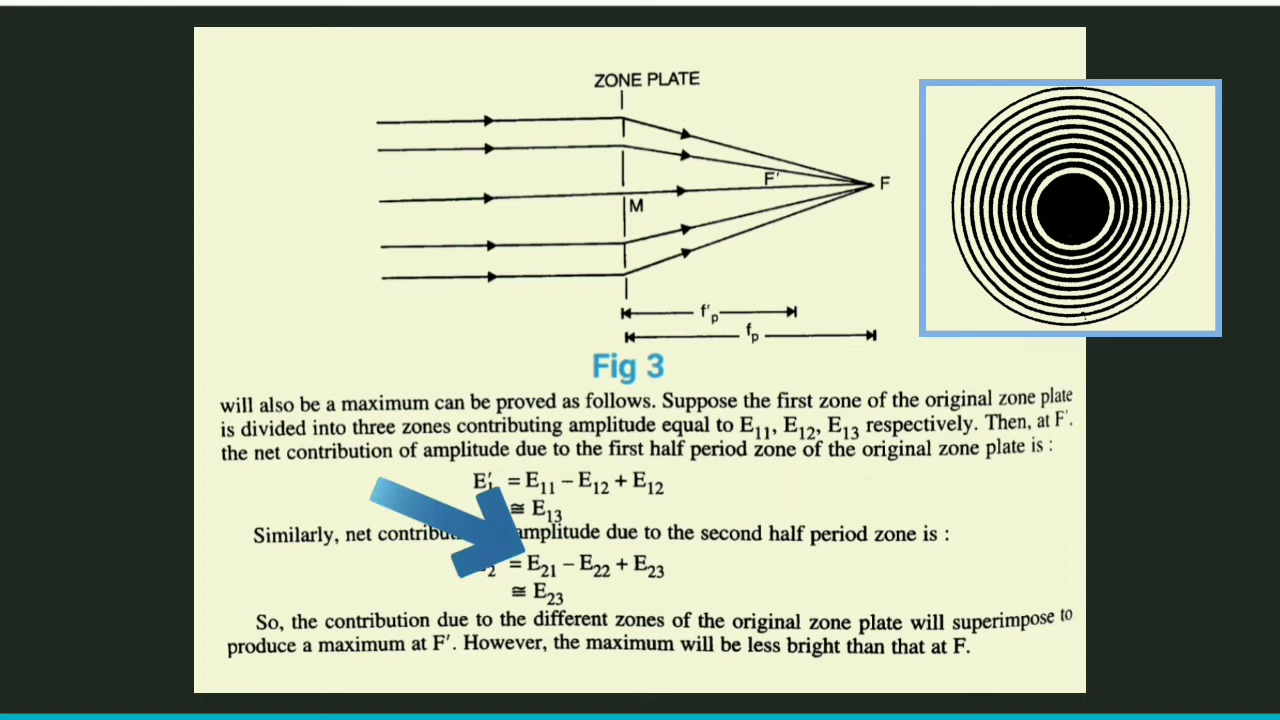 ZONE PLATE
F'
F
M
f'p
fp
Fig 3
will also be a maximum can be proved as follows. Suppose the first zone of the original zone plate
is divided into three zones contributing amplitude equal to E₁₁, E₁₂, E₁₃ respectively. Then, at F'.
the net contribution of amplitude due to the first half period zone of the original zone plate is :
E'₁ = E₁₁ − E₁₂ + E₁₂
≅ E₁₃
Similarly, net amplitude due to the second half period zone is :
₂ = E₂₁ − E₂₂ + E₂₃
≅ E₂₃
So, the contribution due to the different zones of the original zone plate will superimpose to
produce a maximum at F'. However, the maximum will be less bright than that at F.